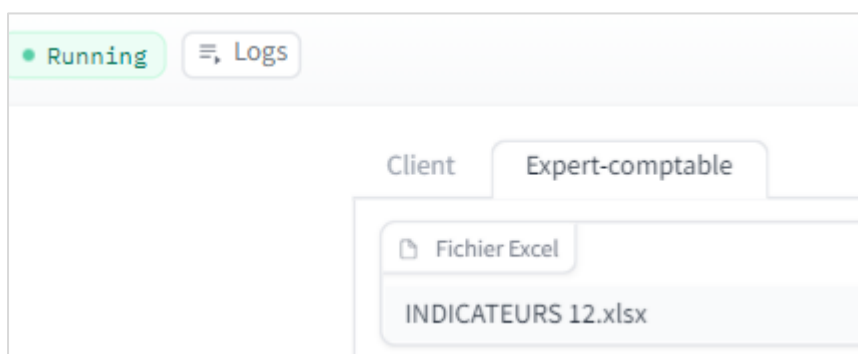 Running Logs
Client Expert-comptable
Fichier Excel
INDICATEURS 12.xlsx